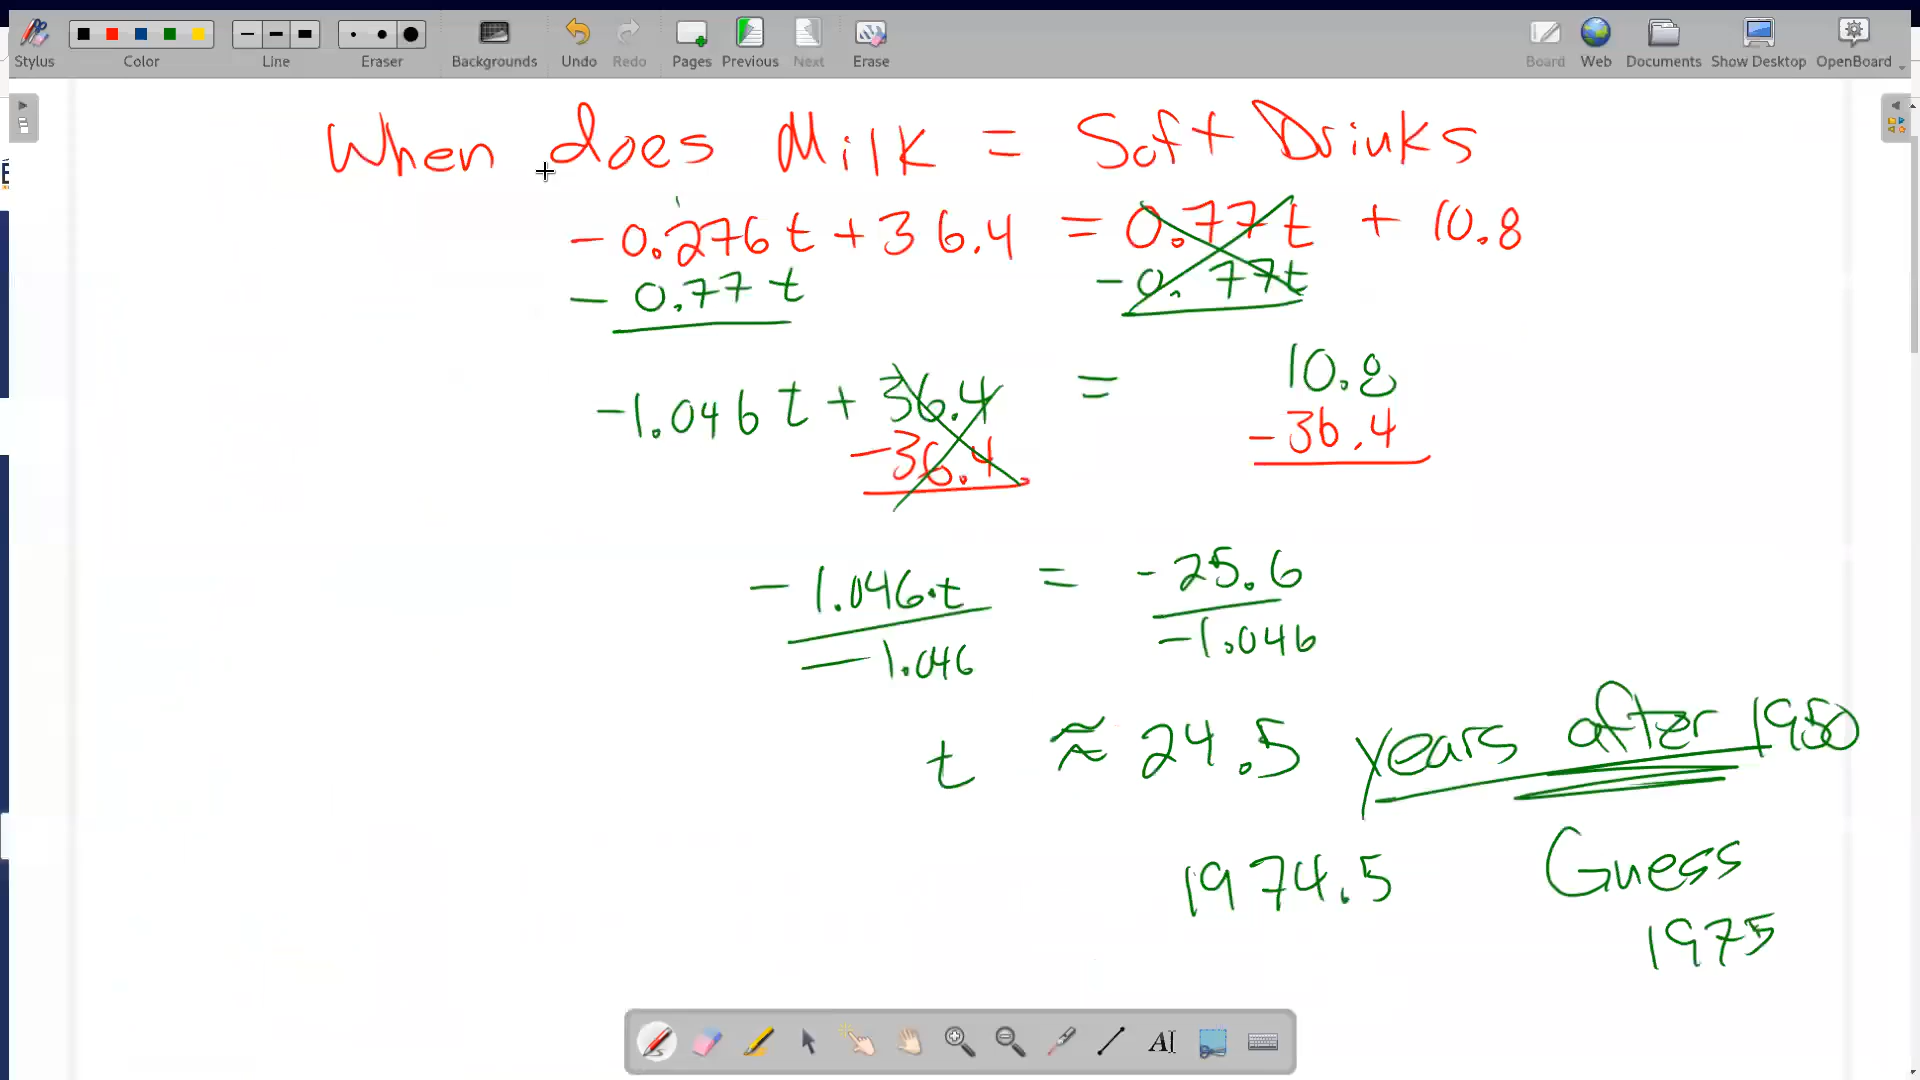 Stylus Color Line Eraser Backgrounds Undo Redo Pages Previous Next Erase Board Web Documents Show Desktop OpenBoard
When does Milk = Soft Drinks
-0.276t + 36.4 = 0.77t + 10.8
- 0.77t - 0.77t
-1.046t + 36.4 = 10.8
-36.4 -36.4
-1.046·t = -25.6
-1.046 -1.046
t ≈ 24.5 years after 1950
1974.5 Guess
1975